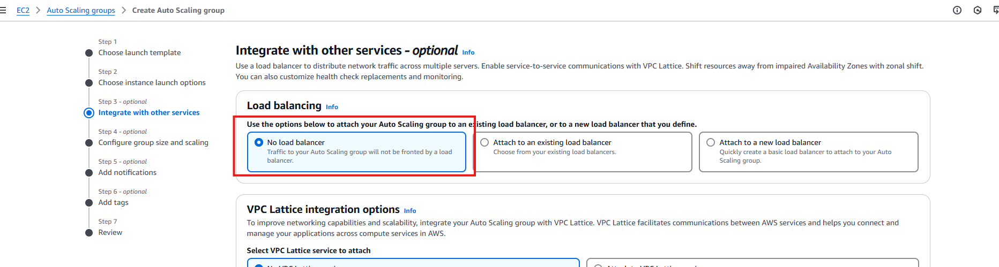 EC2 > Auto Scaling groups > Create Auto Scaling group
Step 1
Choose launch template
Step 2
Choose instance launch options
Step 3 - optional
Integrate with other services
Step 4 - optional
Configure group size and scaling
Step 5 - optional
Add notifications
Step 6 - optional
Add tags
Step 7
Review
Integrate with other services - optional Info
Use a load balancer to distribute network traffic across multiple servers. Enable service-to-service communications with VPC Lattice. Shift resources away from impaired Availability Zones with zonal shift.
You can also customize health check replacements and monitoring.
Load balancing Info
Use the options below to attach your Auto Scaling group to an existing load balancer, or to a new load balancer that you define.
No load balancer
Traffic to your Auto Scaling group will not be fronted by a load
balancer.
Attach to an existing load balancer
Choose from your existing load balancers.
Attach to a new load balancer
Quickly create a basic load balancer to attach to your Auto
Scaling group.
VPC Lattice integration options Info
To improve networking capabilities and scalability, integrate your Auto Scaling group with VPC Lattice. VPC Lattice facilitates communications between AWS services and helps you connect and
manage your applications across compute services in AWS.
Select VPC Lattice service to attach